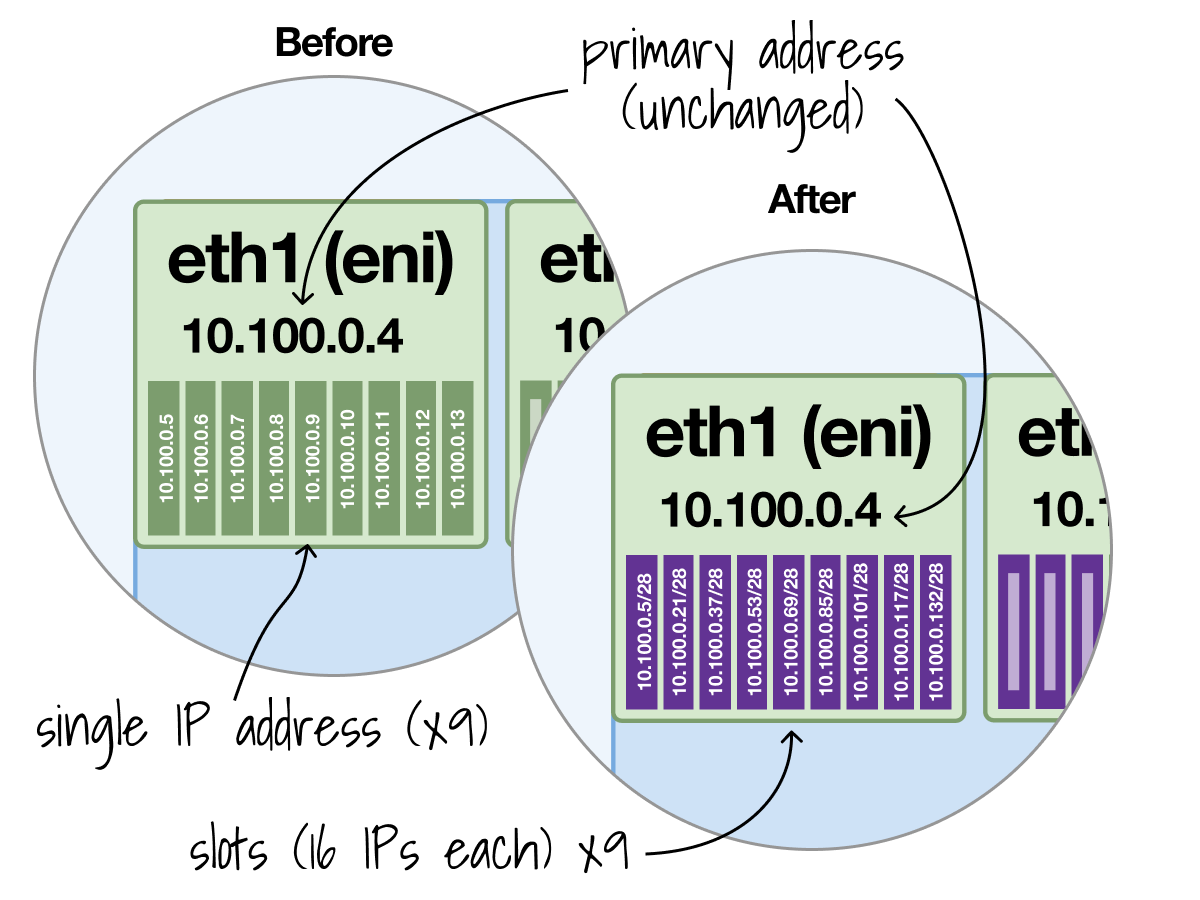 Before
primary address
(unchanged)
After
eth1 (eni)
10.100.0.4
10.100.0.5
10.100.0.6
10.100.0.7
10.100.0.8
10.100.0.9
10.100.0.10
10.100.0.11
10.100.0.12
10.100.0.13
eth1 (eni)
10.100.0.4
10.100.0.5/28
10.100.0.21/28
10.100.0.37/28
10.100.0.53/28
10.100.0.69/28
10.100.0.85/28
10.100.0.101/28
10.100.0.117/28
10.100.0.132/28
single IP address (x9)
slots (16 IPs each) x9